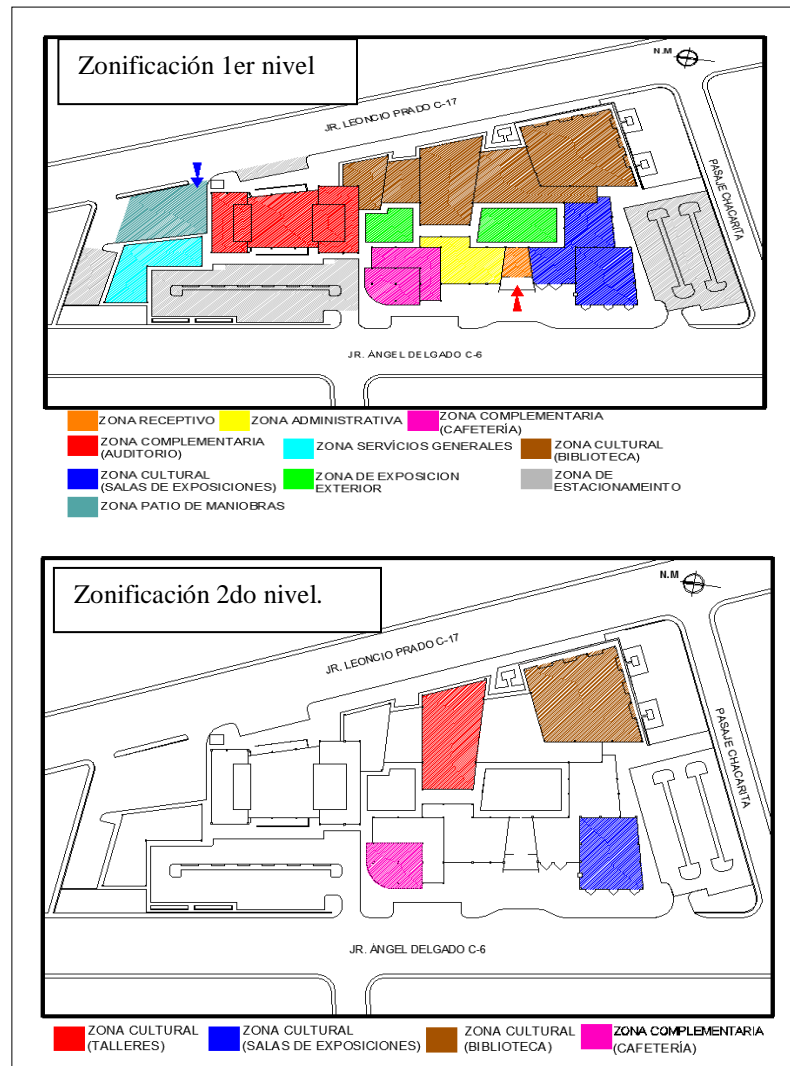 Zonificación 1er nivel
N.M
JR. LEONCIO PRADO C-17
PASAJE CHACARITA
JR. ÁNGEL DELGADO C-6
ZONA RECEPTIVO
ZONA ADMINISTRATIVA
ZONA COMPLEMENTARIA
(CAFETERÍA)
ZONA COMPLEMENTARIA
(AUDITORIO)
ZONA SERVÍCIOS GENERALES
ZONA CULTURAL
(BIBLIOTECA)
ZONA CULTURAL
(SALAS DE EXPOSICIONES)
ZONA DE EXPOSICION
EXTERIOR
ZONA DE
ESTACIONAMEINTO
ZONA PATIO DE MANIOBRAS
Zonificación 2do nivel.
N.M
JR. LEONCIO PRADO C-17
PASAJE CHACARITA
JR. ÁNGEL DELGADO C-6
ZONA CULTURAL
(TALLERES)
ZONA CULTURAL
(SALAS DE EXPOSICIONES)
ZONA CULTURAL
(BIBLIOTECA)
ZONA COMPLEMENTARIA
(CAFETERÍA)